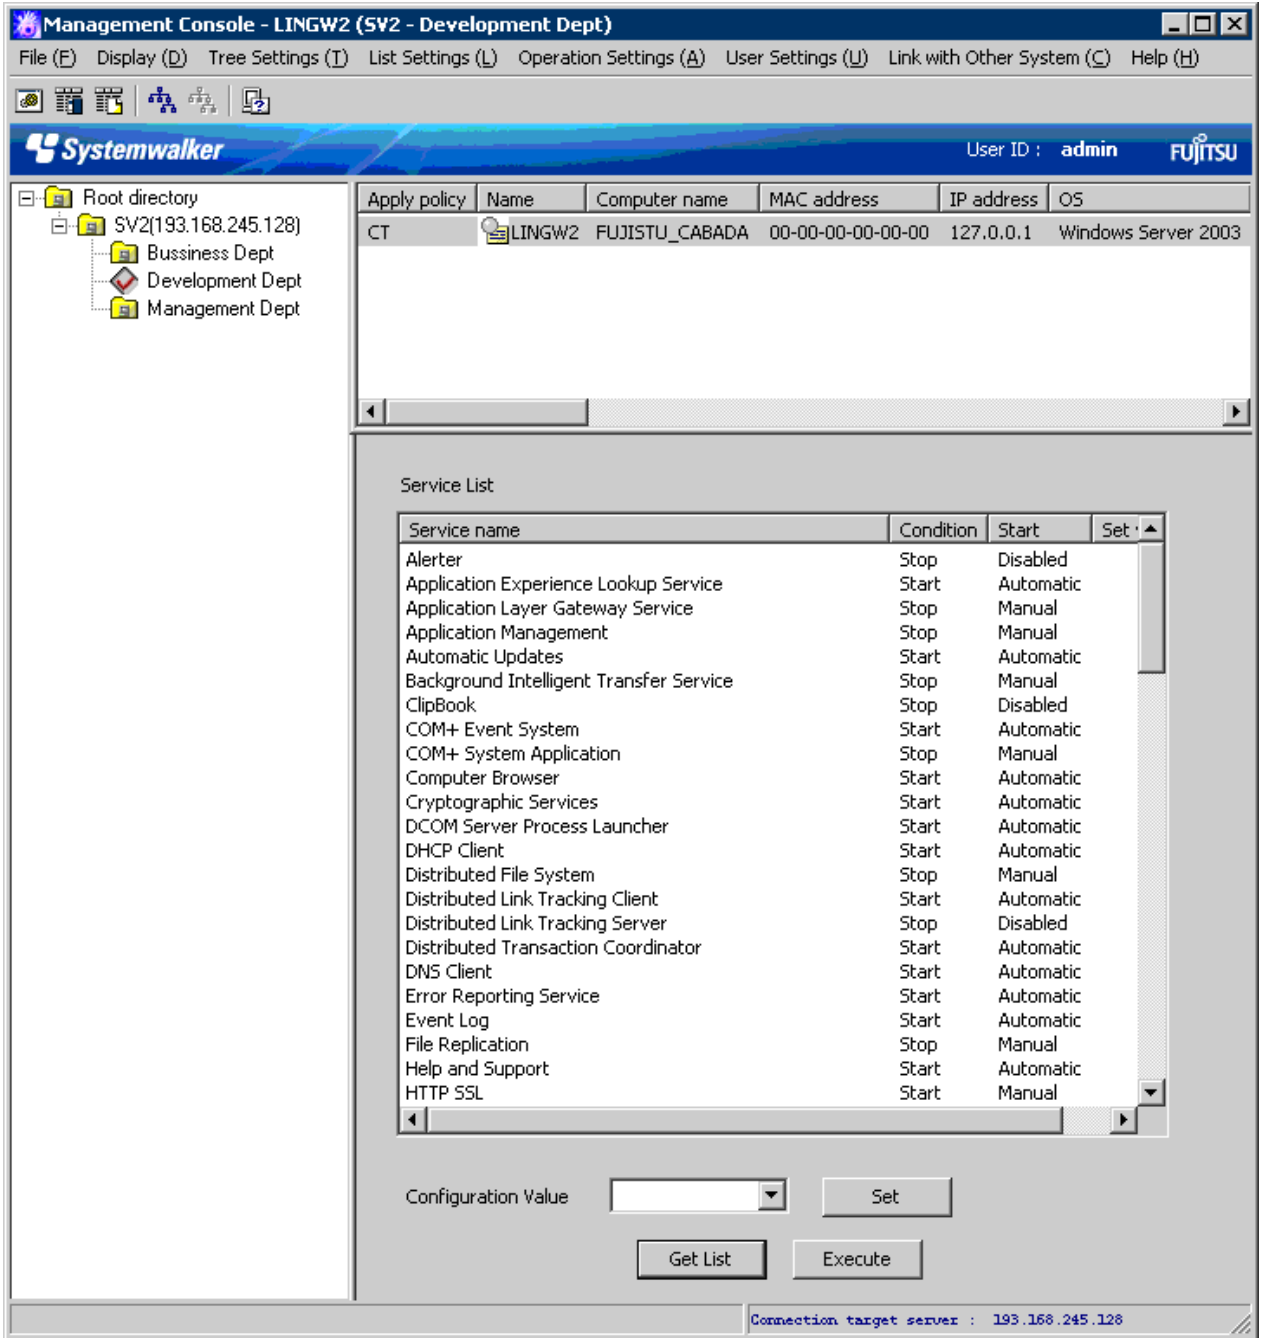 Management Console - LINGW2 (SV2 - Development Dept)
File (F) Display (D) Tree Settings (T) List Settings (L) Operation Settings (A) User Settings (U) Link with Other System (C) Help (H)
Systemwalker User ID : admin FUJITSU
Root directory
SV2(193.168.245.128)
Bussiness Dept
Development Dept
Management Dept
Apply policy Name Computer name MAC address IP address OS
CT LINGW2 FUJISTU_CABADA 00-00-00-00-00-00 127.0.0.1 Windows Server 2003
Service List
Service name Condition Start Set
Alerter Stop Disabled
Application Experience Lookup Service Start Automatic
Application Layer Gateway Service Stop Manual
Application Management Stop Manual
Automatic Updates Start Automatic
Background Intelligent Transfer Service Stop Manual
ClipBook Stop Disabled
COM+ Event System Start Automatic
COM+ System Application Stop Manual
Computer Browser Start Automatic
Cryptographic Services Start Automatic
DCOM Server Process Launcher Start Automatic
DHCP Client Start Automatic
Distributed File System Stop Manual
Distributed Link Tracking Client Start Automatic
Distributed Link Tracking Server Stop Disabled
Distributed Transaction Coordinator Start Automatic
DNS Client Start Automatic
Error Reporting Service Start Automatic
Event Log Start Automatic
File Replication Stop Manual
Help and Support Start Automatic
HTTP SSL Start Manual
Configuration Value Set
Get List Execute
Connection target server : 193.168.245.128